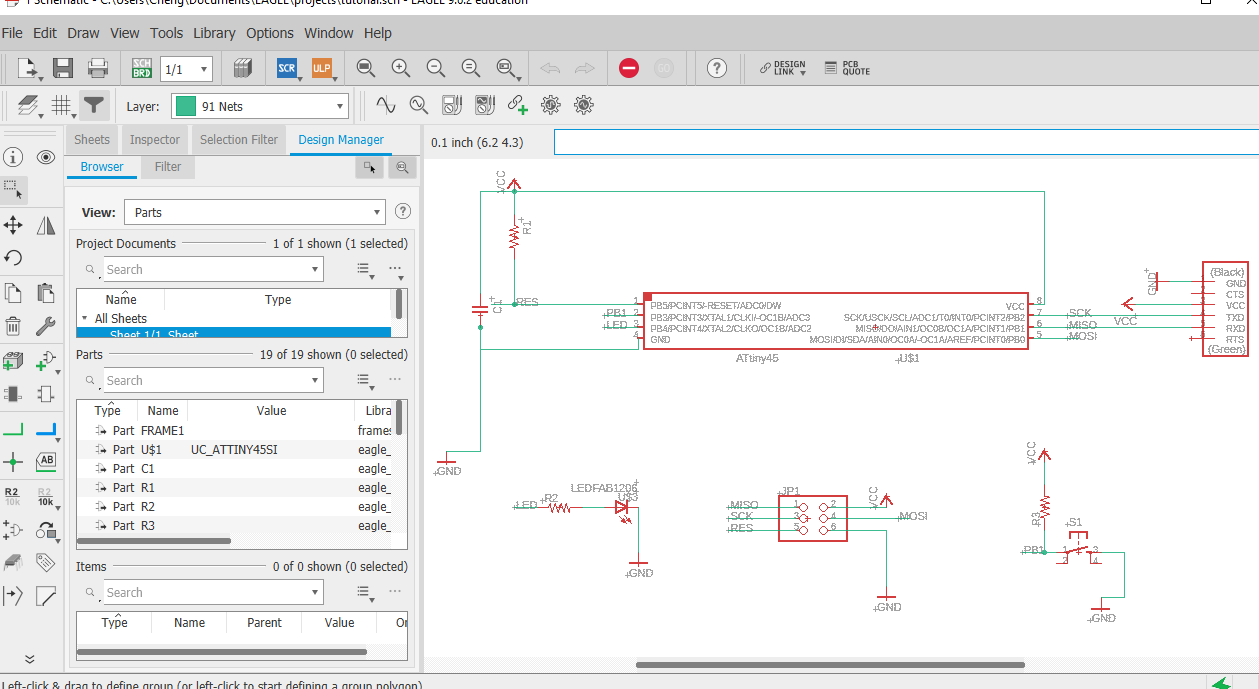 1 Schematic - C:\Users\Cheng\Documents\EAGLE\projects\tutorial.sch - EAGLE 9.6.2 education
File Edit Draw View Tools Library Options Window Help
SCH BRD 1/1 SCR ULP GO DESIGN LINK PCB QUOTE
Layer: 91 Nets
Sheets Inspector Selection Filter Design Manager
0.1 inch (6.2 4.3)
Browser Filter
View: Parts
Project Documents 1 of 1 shown (1 selected)
Search
Name Type
All Sheets
Sheet 1/1 Sheet
Parts 19 of 19 shown (0 selected)
Search
Type Name Value Libra
Part FRAME1 frames
Part U$1 UC_ATTINY45SI eagle_
Part C1 eagle_
Part R1 eagle_
Part R2 eagle_
Part R3 eagle_
Items 0 of 0 shown (0 selected)
Search
Type Name Parent Value
R2 10k R2 10k
AB
VCC
R1
C1
RES
PB1
LED
1
2
3
4
PB5/PCINT5/-RESET/ADC0/DW
PB3/PCINT3/XTAL1/CLKI/-OC1B/ADC3
PB4/PCINT4/XTAL2/CLKO/OC1B/ADC2
GND
VCC
SCK/USCK/SCL/ADC1/T0/INT0/PCINT2/PB2
MISO/DO/AIN1/OC0B/OC1A/PCINT1/PB1
MOSI/DI/SDA/AIN0/OC0A/-OC1A/AREF/PCINT0/PB0
8
7
6
5
SCK
MISO
MOSI
ATtiny45
U$1
GND
VCC
(Black)
GND
CTS
VCC
TXD
RXD
RTS
(Green)
GND
LED
R2
LEDFAB1206
U$3
GND
JP1
MISO
SCK
RES
1 2
3 4
5 6
VCC
MOSI
GND
VCC
R3
S1
PB1
1 3
2 4
GND
Left-click & drag to define group (or left-click to start defining a group polygon)